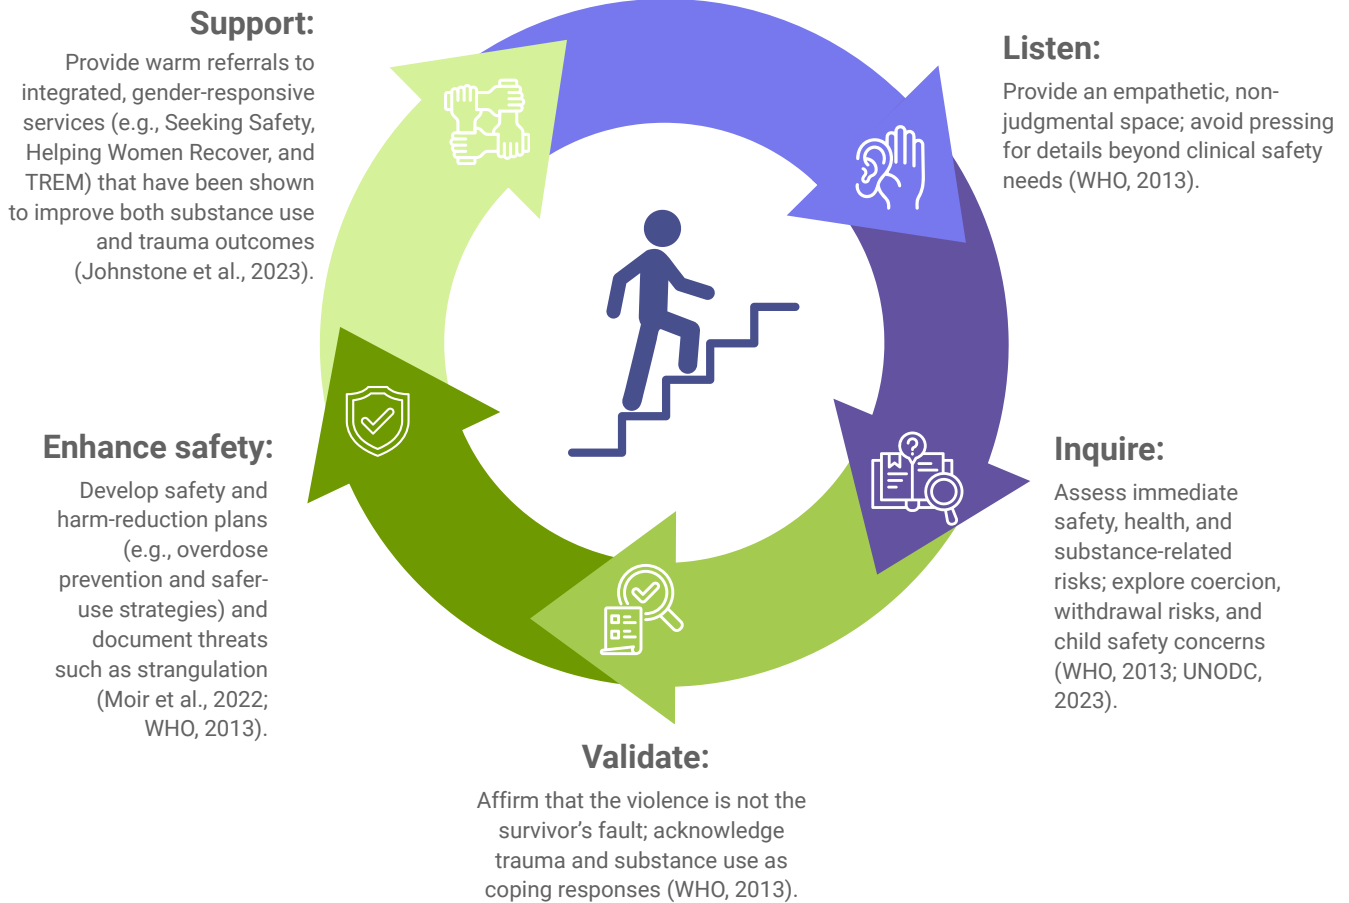 Support:
Provide warm referrals to
integrated, gender-responsive
services (e.g., Seeking Safety,
Helping Women Recover, and
TREM) that have been shown
to improve both substance use
and trauma outcomes
(Johnstone et al., 2023).
Listen:
Provide an empathetic, non-
judgmental space; avoid pressing
for details beyond clinical safety
needs (WHO, 2013).
Inquire:
Assess immediate
safety, health, and
substance-related
risks; explore coercion,
withdrawal risks, and
child safety concerns
(WHO, 2013; UNODC,
2023).
Validate:
Affirm that the violence is not the
survivor’s fault; acknowledge
trauma and substance use as
coping responses (WHO, 2013).
Enhance safety:
Develop safety and
harm-reduction plans
(e.g., overdose
prevention and safer-
use strategies) and
document threats
such as strangulation
(Moir et al., 2022;
WHO, 2013).
?